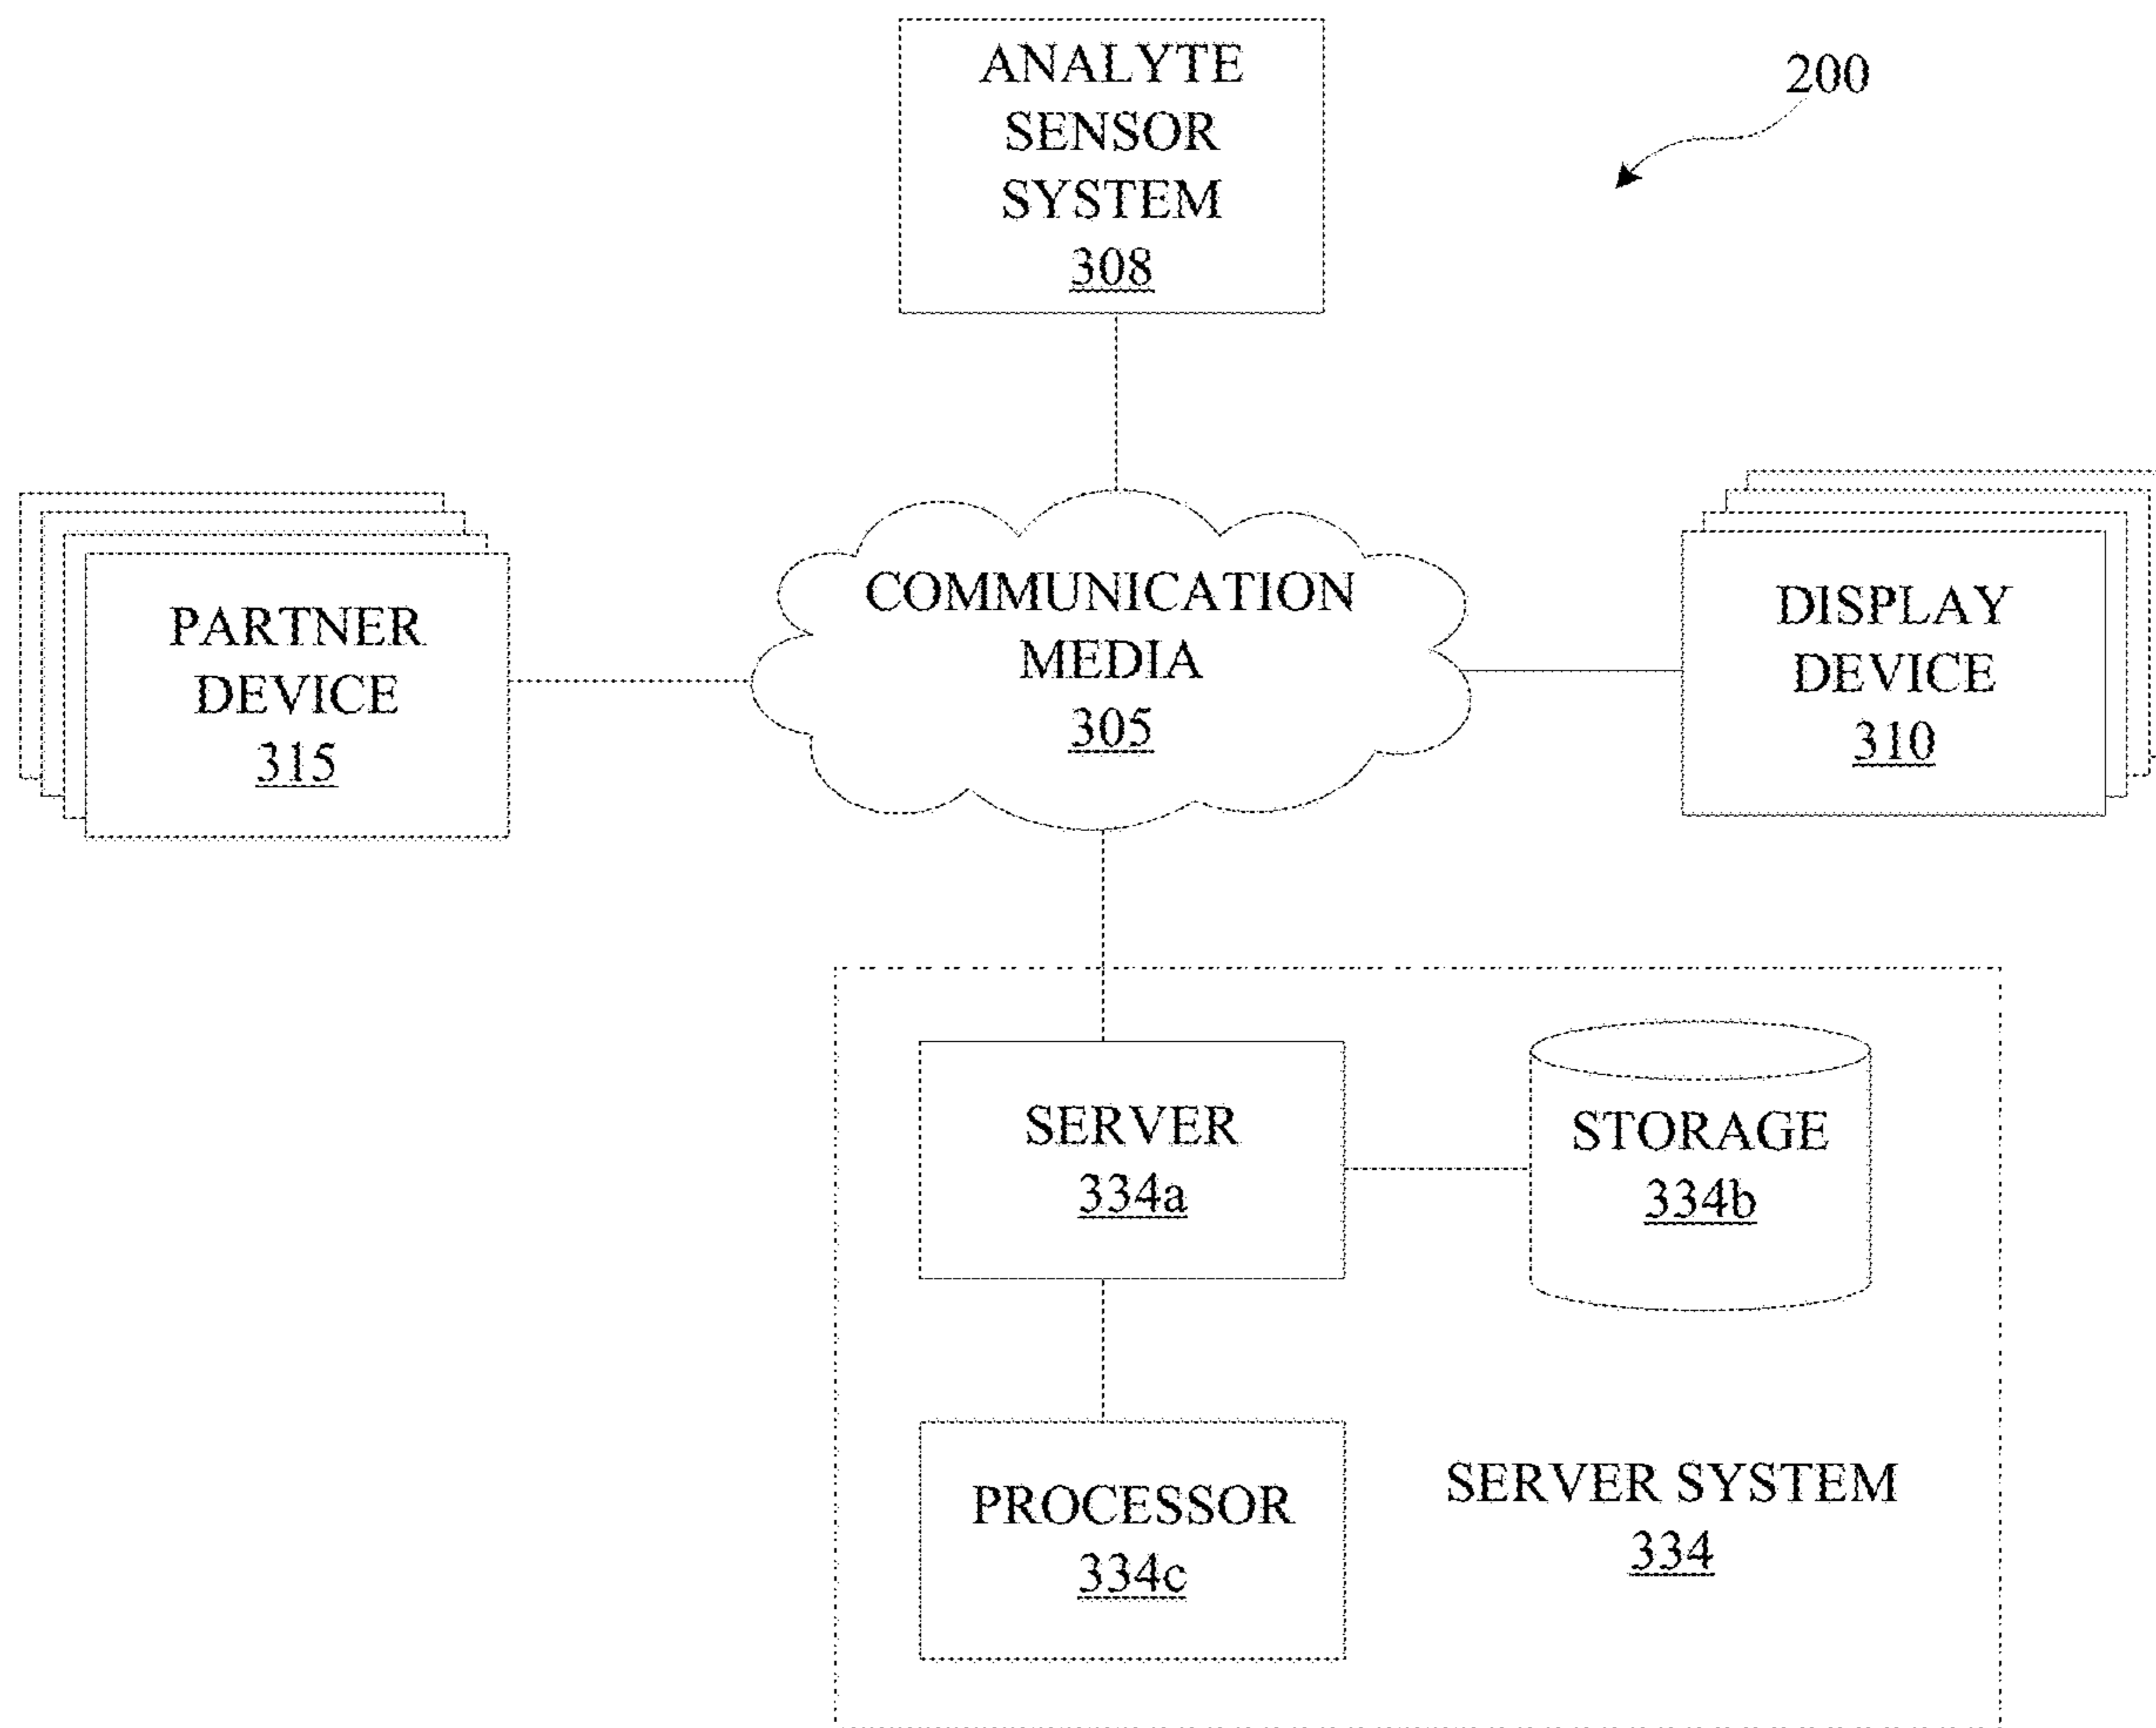 ANALYTE
SENSOR
SYSTEM
308
200
PARTNER
DEVICE
315
COMMUNICATION
MEDIA
305
DISPLAY
DEVICE
310
SERVER
334a
STORAGE
334b
PROCESSOR
334c
SERVER SYSTEM
334